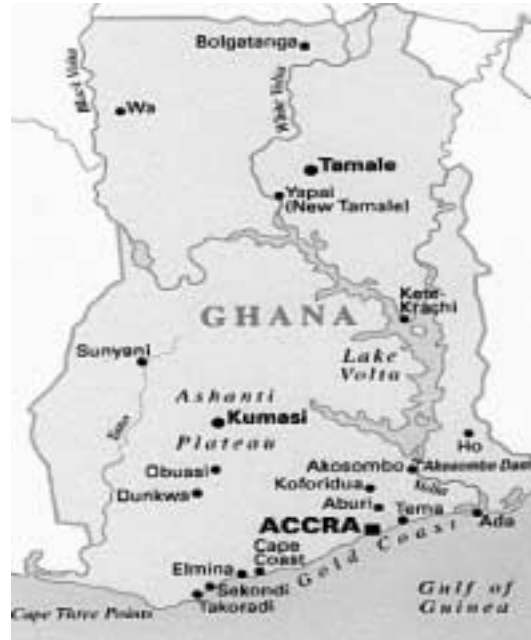 Bolgatanga
Black Volta
White Volta
Wa
Tamale
Yapai
(New Tamale)
Kete-
Krachi
GHANA
Sunyani
Lake
Volta
Ashanti
Kumasi
Plateau
Tano
Ho
Obuasi
Akosombo
Akosombo Dam
Koforidua
Volta
Dunkwa
Aburi
Tema
ACCRA
Ada
Cape
Coast
Gold Coast
Elmina
Sekondi
Takoradi
Cape Three Points
Gulf of
Guinea